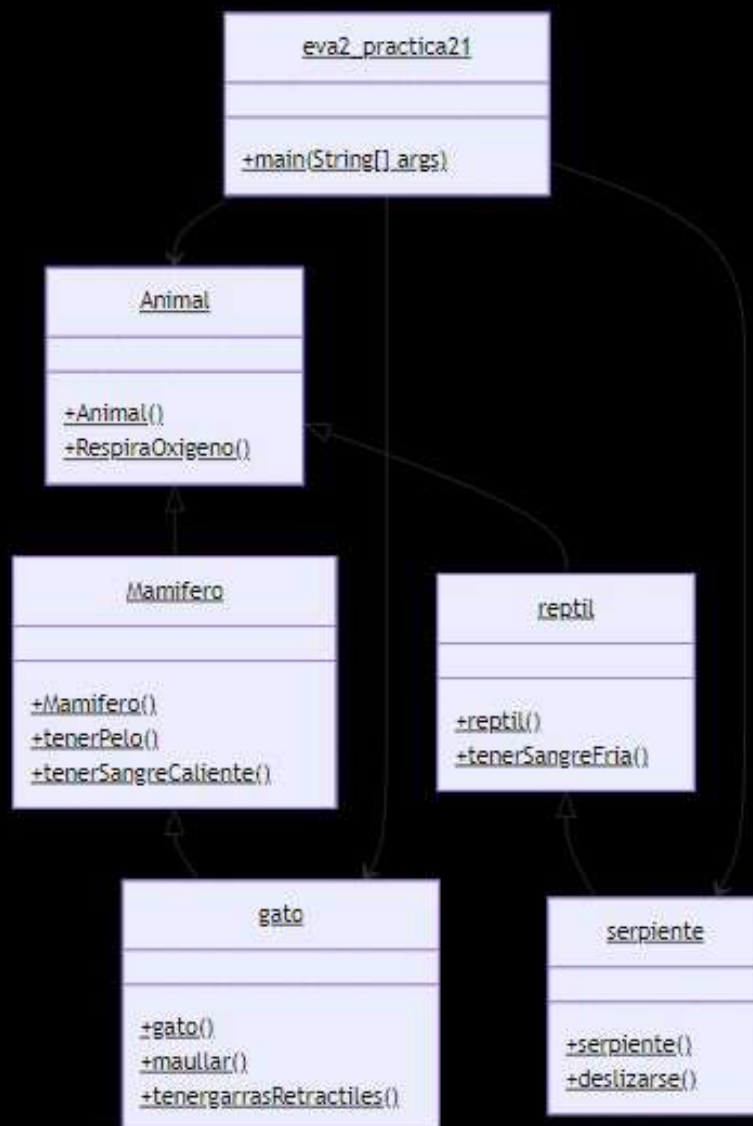 eva2_practica21
+main(String[] args)
Animal
+Animal()
+RespiraOxigeno()
Mamifero
+Mamifero()
+tenerPelo()
+tenerSangreCaliente()
reptil
+reptil()
+tenerSangreFria()
gato
+gato()
+maullar()
+tenergarrasRetractiles()
serpiente
+serpiente()
+deslizarse()